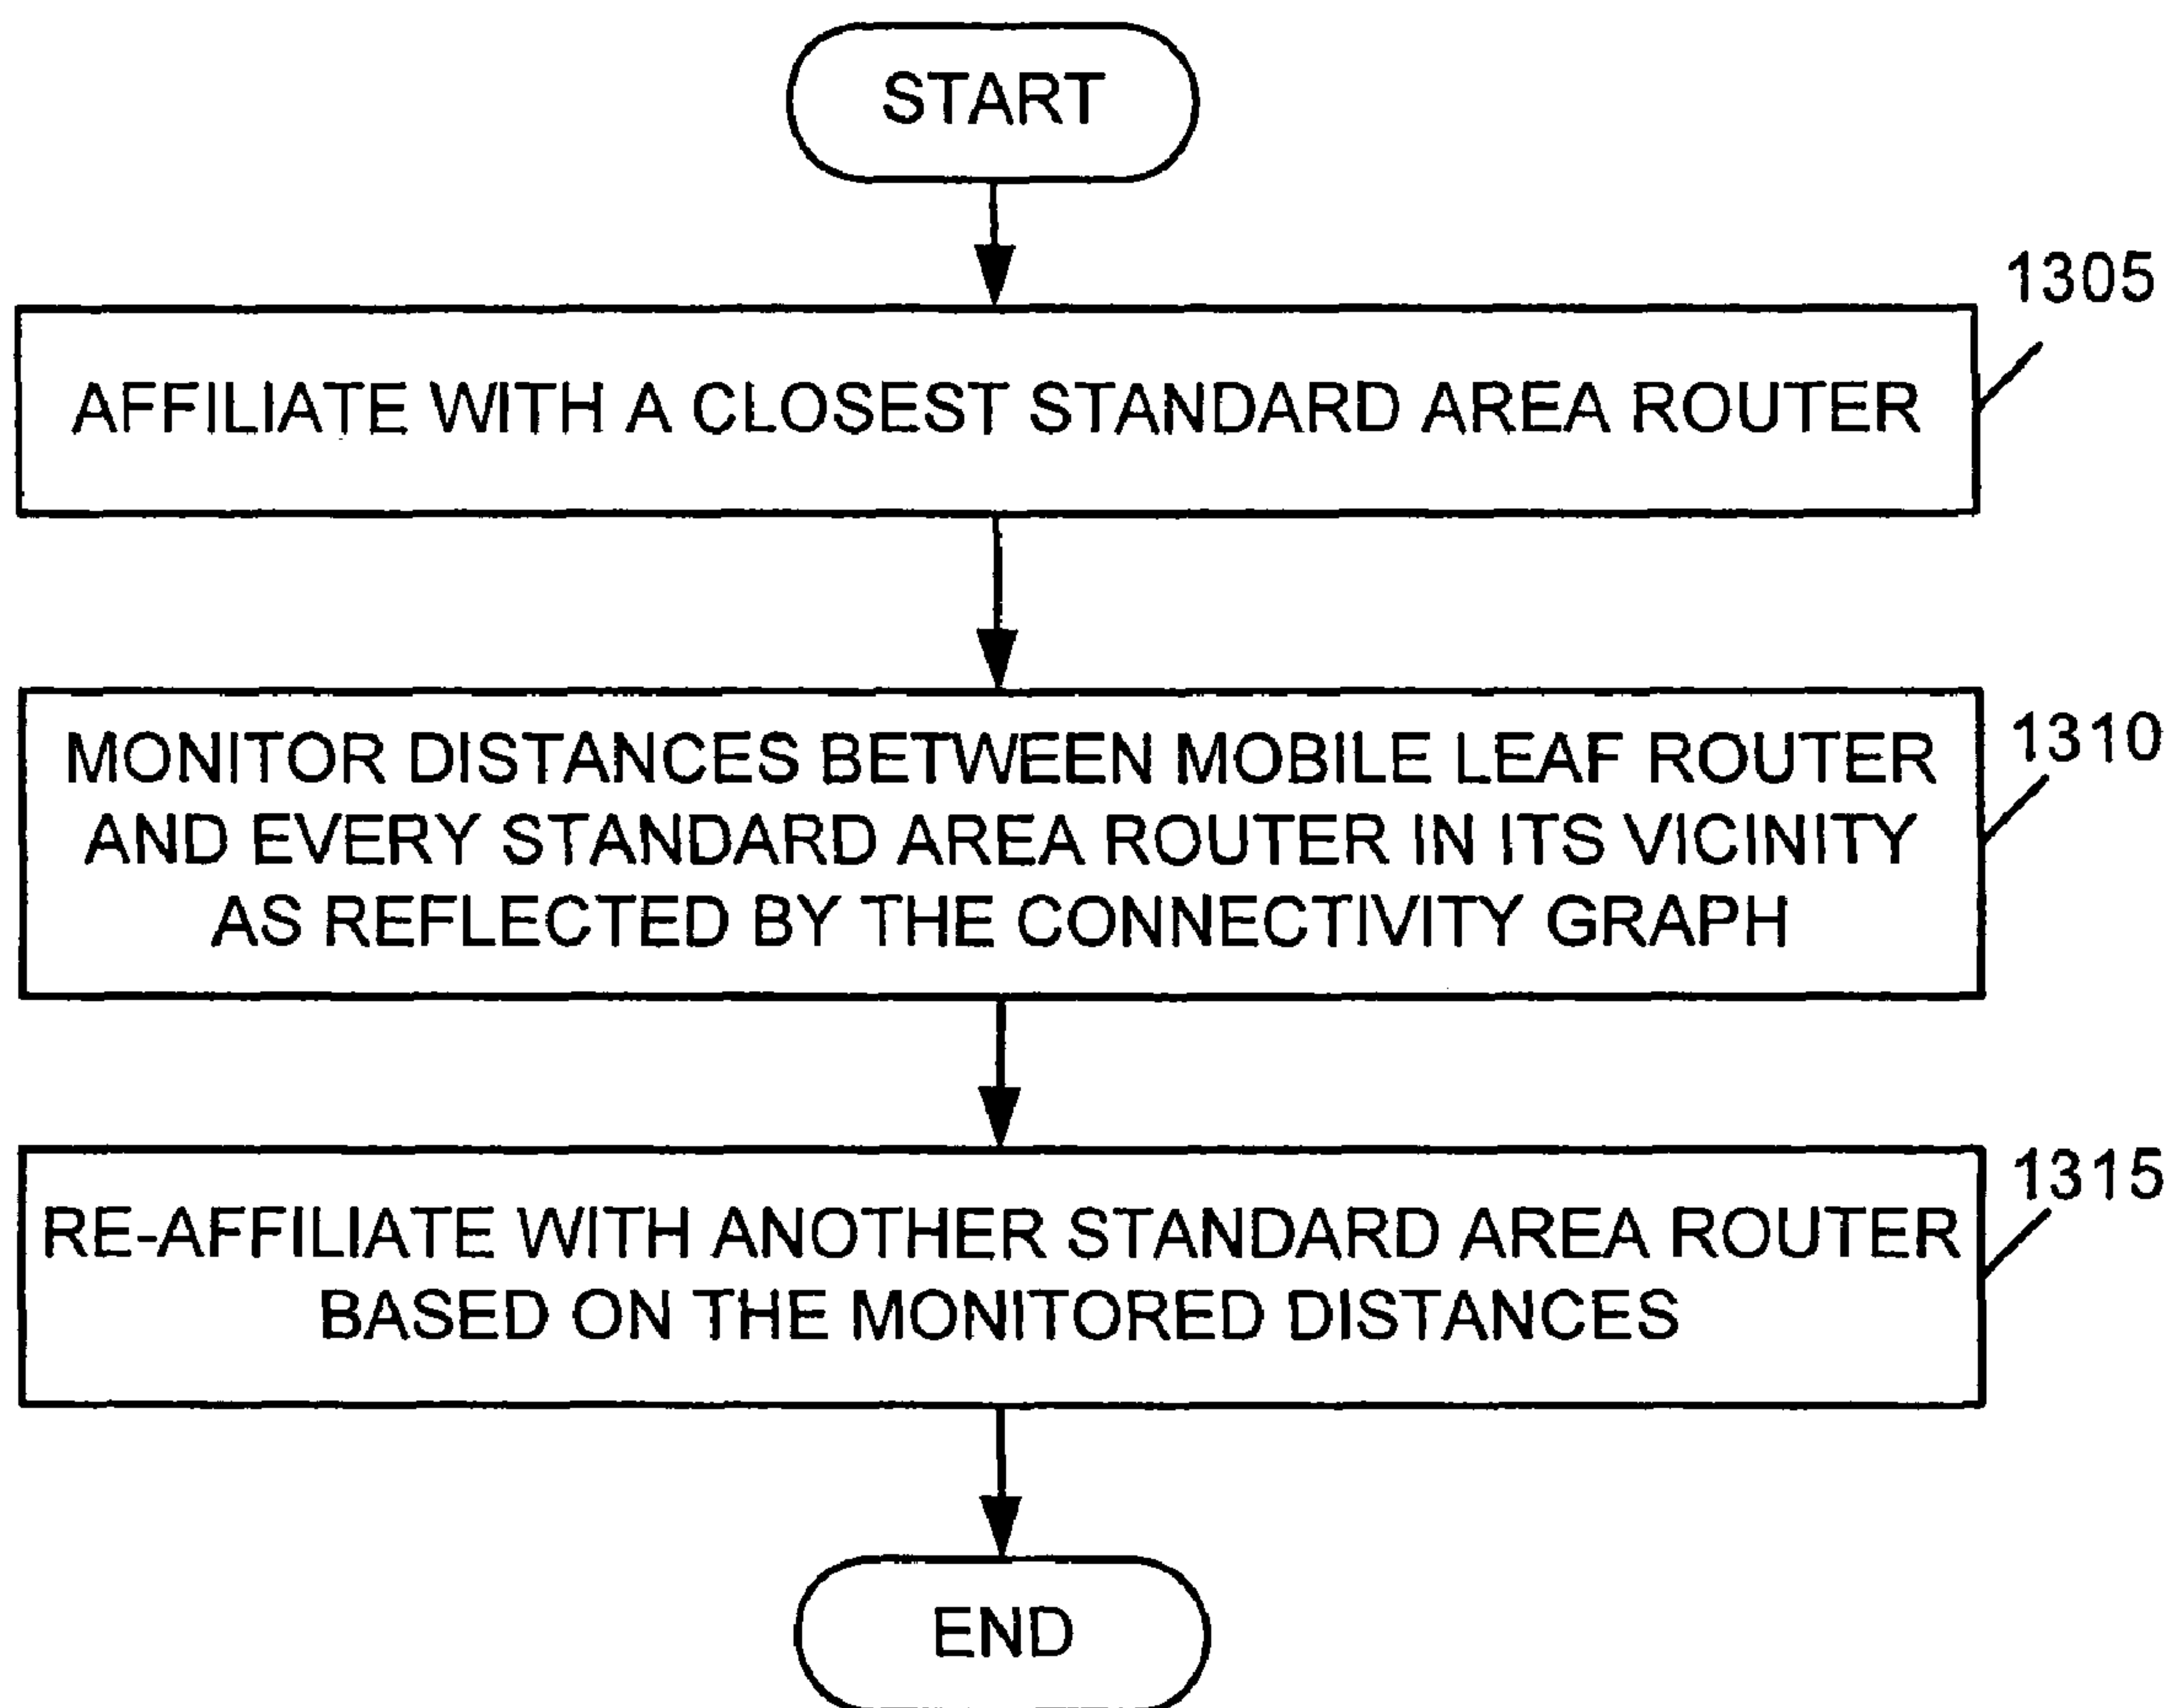 START
1305
AFFILIATE WITH A CLOSEST STANDARD AREA ROUTER
1310
MONITOR DISTANCES BETWEEN MOBILE LEAF ROUTER
AND EVERY STANDARD AREA ROUTER IN ITS VICINITY
AS REFLECTED BY THE CONNECTIVITY GRAPH
1315
RE-AFFILIATE WITH ANOTHER STANDARD AREA ROUTER
BASED ON THE MONITORED DISTANCES
END